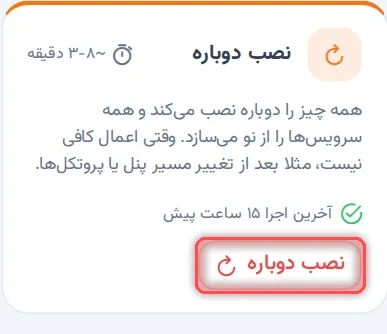 نصب دوباره
~۳-۸ دقیقه
همه چیز را دوباره نصب می‌کند و همه
سرویس‌ها را از نو می‌سازد. وقتی اعمال کافی
نیست، مثلا بعد از تغییر مسیر پنل یا پروتکل‌ها.
آخرین اجرا ۱۵ ساعت پیش
نصب دوباره